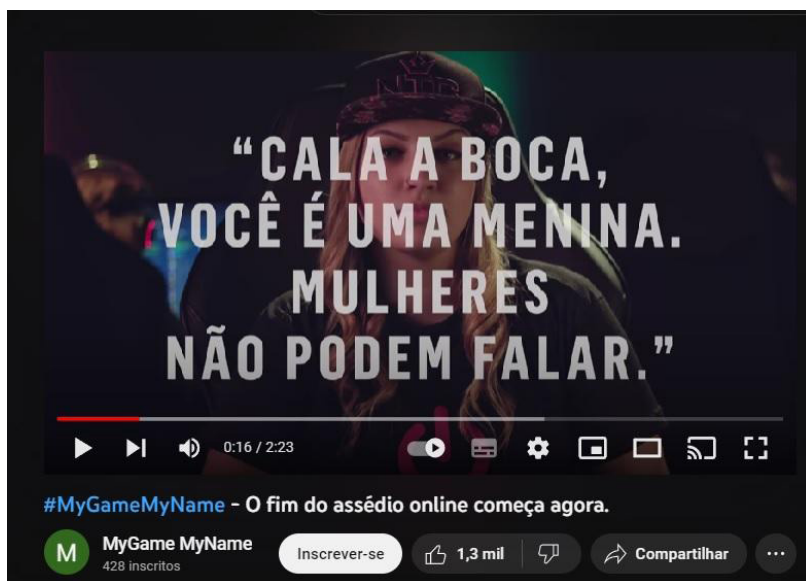 NTC
“CALA A BOCA,
VOCÊ É UMA MENINA.
MULHERES
NÃO PODEM FALAR.”
0:16 / 2:23
#MyGameMyName - O fim do assédio online começa agora.
M
MyGame MyName
428 inscritos
Inscrever-se
1,3 mil
Compartilhar